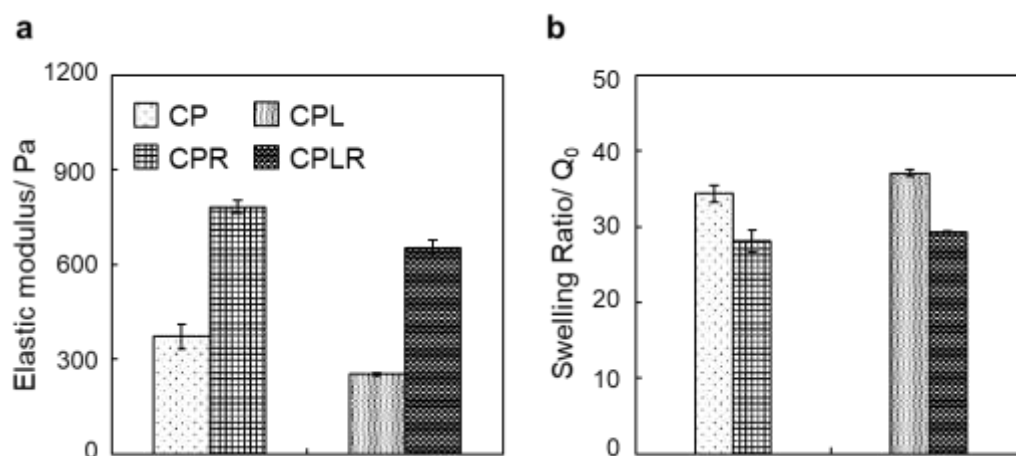 a
Elastic modulus/ Pa
1200
900
600
300
0
CP
CPL
CPR
CPLR
b
Swelling Ratio/ Q₀
50
40
30
20
10
0